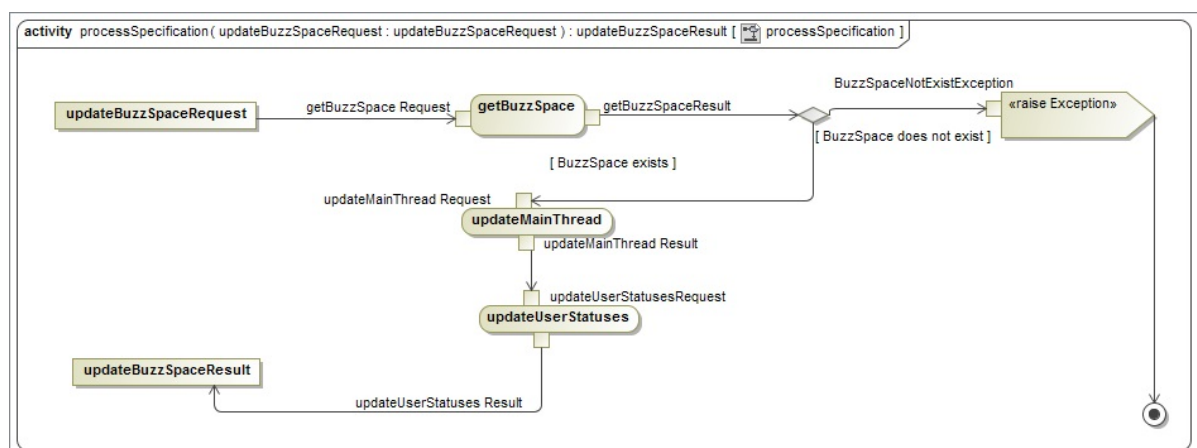 activity processSpecification( updateBuzzSpaceRequest : updateBuzzSpaceRequest ) : updateBuzzSpaceResult [ processSpecification ]
BuzzSpaceNotExistException
updateBuzzSpaceRequest
getBuzzSpace Request
getBuzzSpace
getBuzzSpaceResult
«raise Exception»
[ BuzzSpace does not exist ]
[ BuzzSpace exists ]
updateMainThread Request
updateMainThread
updateMainThread Result
updateUserStatusesRequest
updateUserStatuses
updateBuzzSpaceResult
updateUserStatuses Result